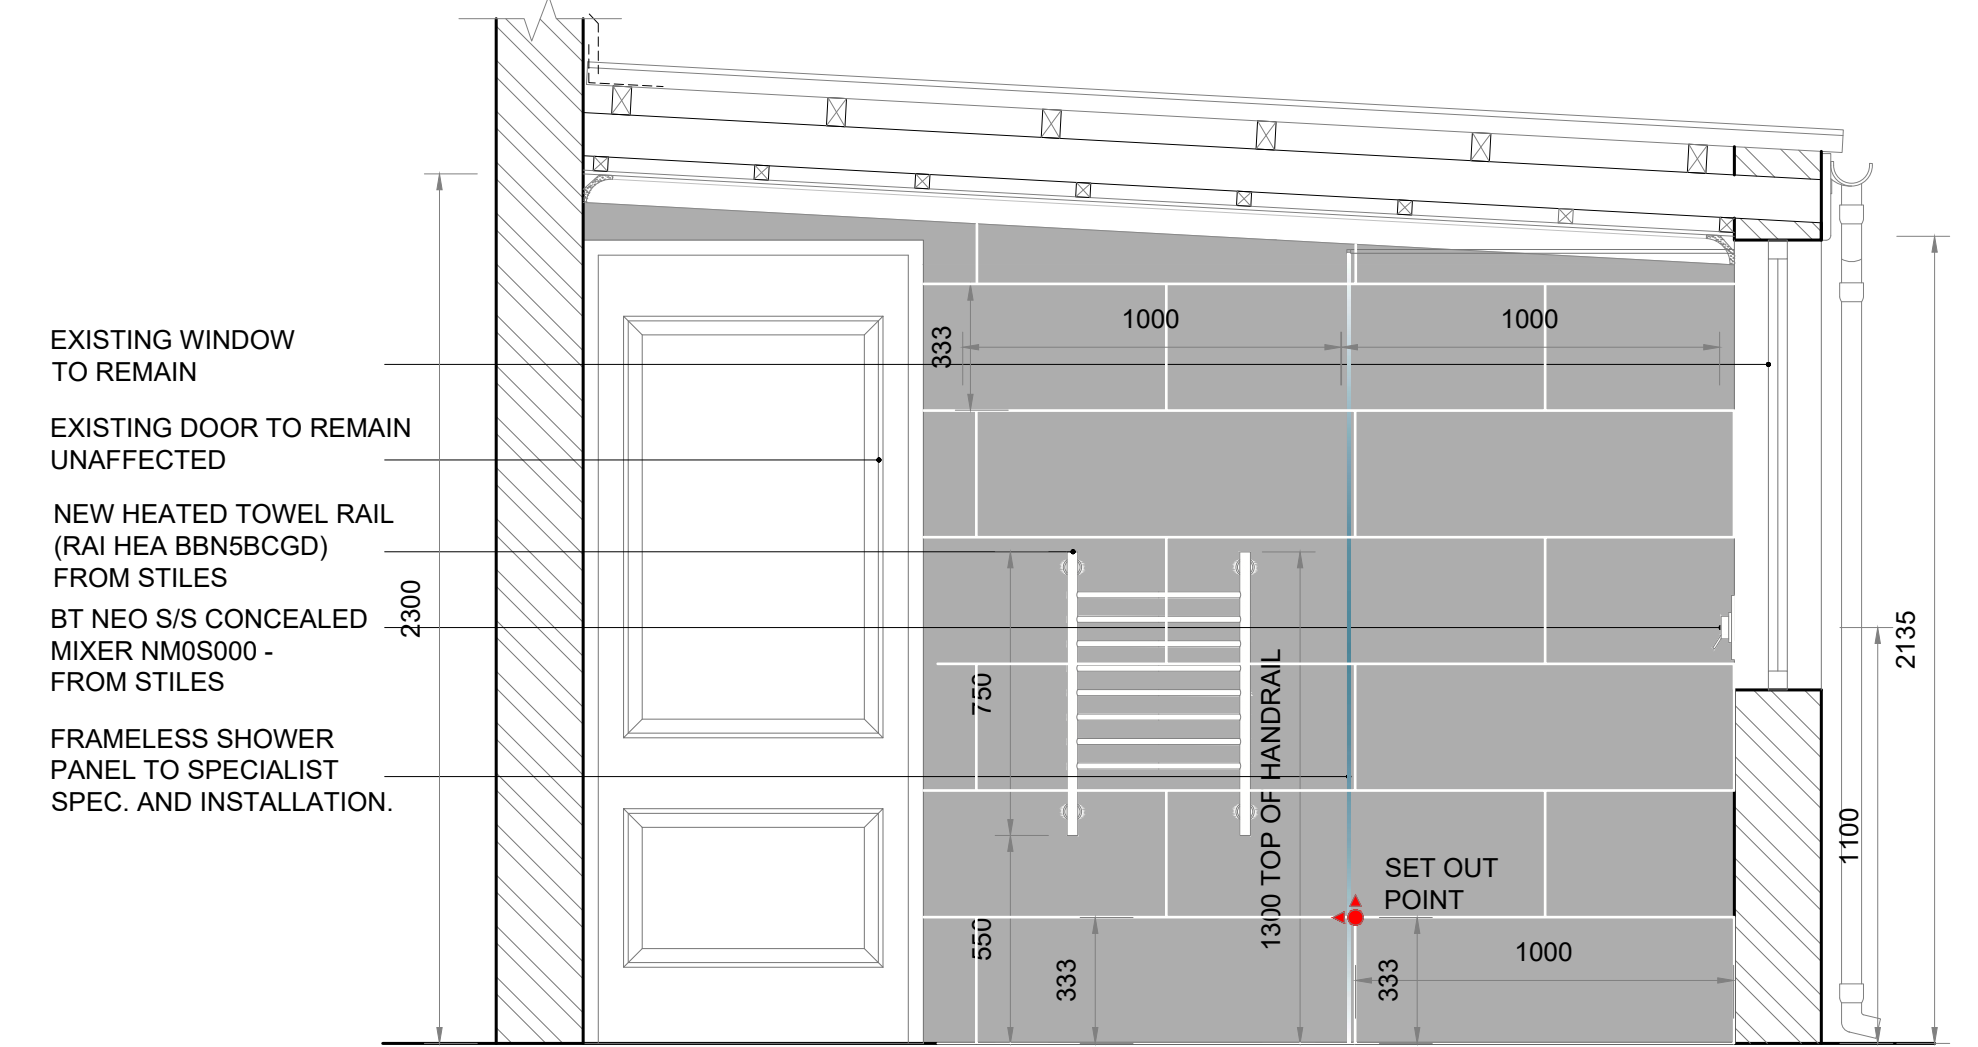 EXISTING WINDOW
TO REMAIN
EXISTING DOOR TO REMAIN
UNAFFECTED
NEW HEATED TOWEL RAIL
(RAI HEA BBN5BCGD)
FROM STILES
BT NEO S/S CONCEALED
MIXER NM0S000 -
FROM STILES
FRAMELESS SHOWER
PANEL TO SPECIALIST
SPEC. AND INSTALLATION.
2300
333
1000
1000
750
550
333
1300 TOP OF HANDRAIL
SET OUT
POINT
333
1000
1100
2135